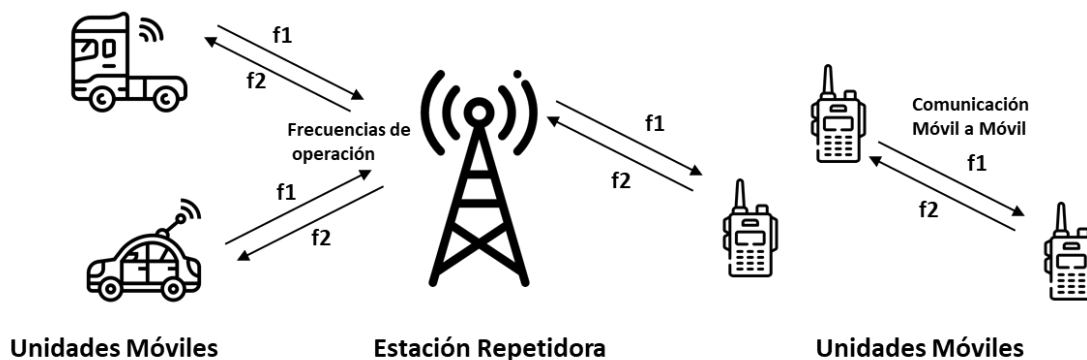 f1
f2
Frecuencias de
operación
f1
f2
f1
f2
Comunicación
Móvil a Móvil
f1
f2
Unidades Móviles
Estación Repetidora
Unidades Móviles